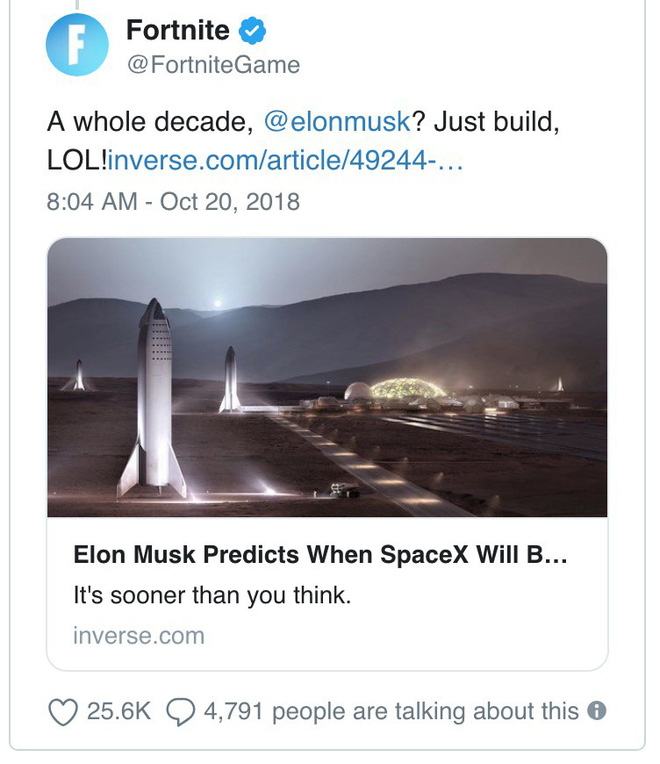 Fortnite
@FortniteGame
A whole decade, @elonmusk? Just build,
LOL!inverse.com/article/49244-…
8:04 AM - Oct 20, 2018
Elon Musk Predicts When SpaceX Will B…
It's sooner than you think.
inverse.com
25.6K 4,791 people are talking about this